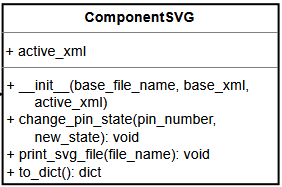 ComponentSVG
+ active_xml
+ __init__(base_file_name, base_xml,
active_xml)
+ change_pin_state(pin_number,
new_state): void
+ print_svg_file(file_name): void
+ to_dict(): dict